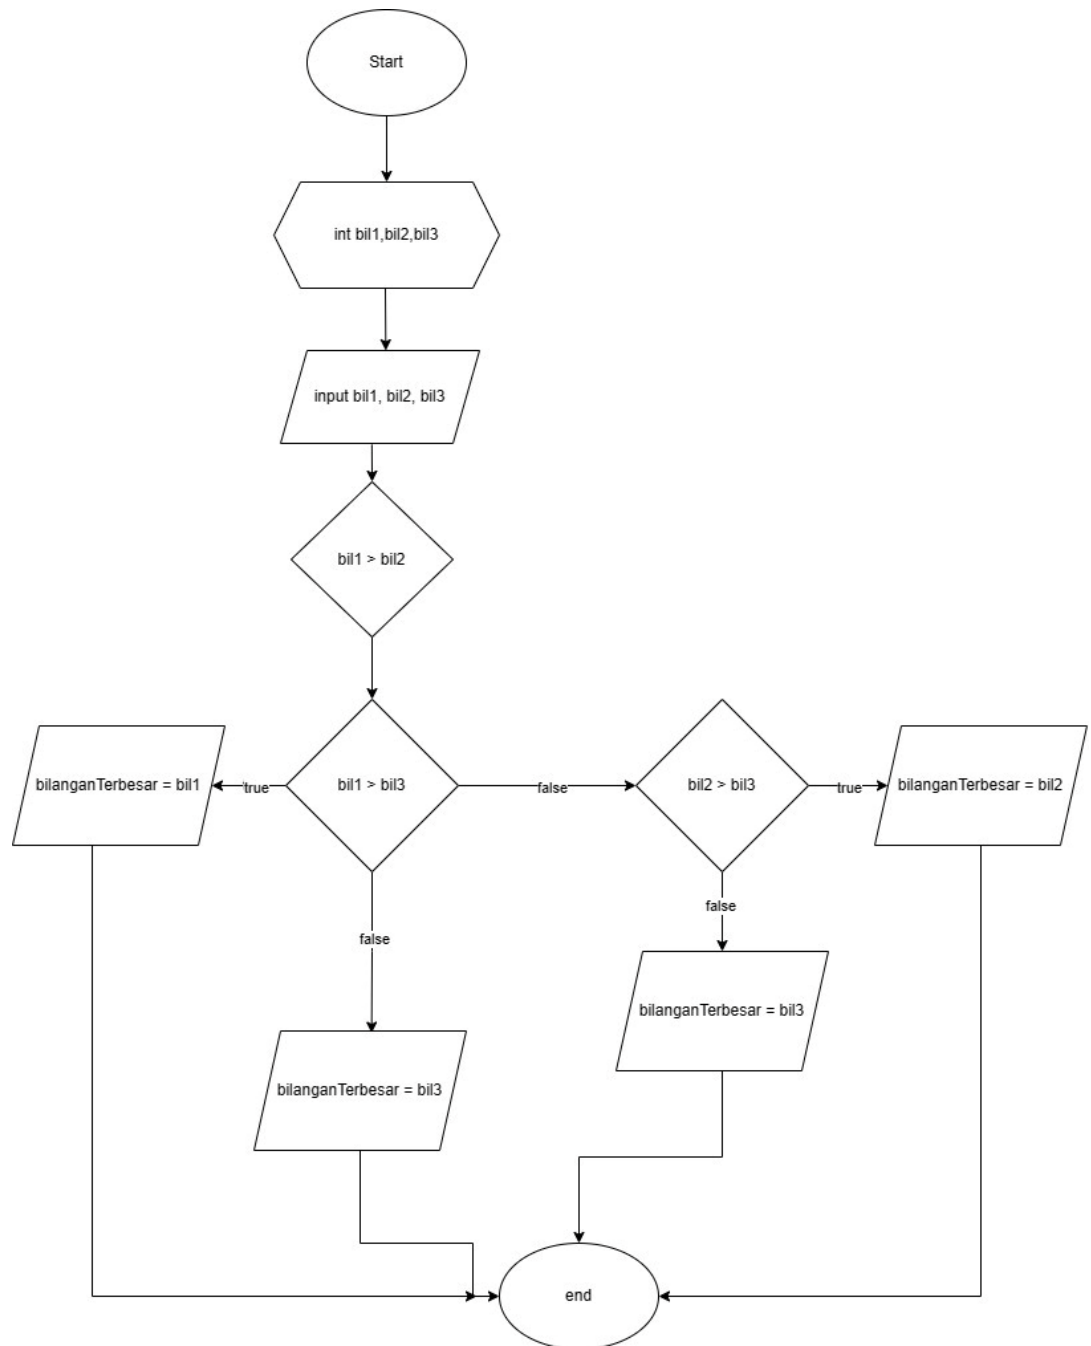 Start
int bil1,bil2,bil3
input bil1, bil2, bil3
bil1 > bil2
bilanganTerbesar = bil1
true
bil1 > bil3
false
bil2 > bil3
true
bilanganTerbesar = bil2
false
false
bilanganTerbesar = bil3
bilanganTerbesar = bil3
end